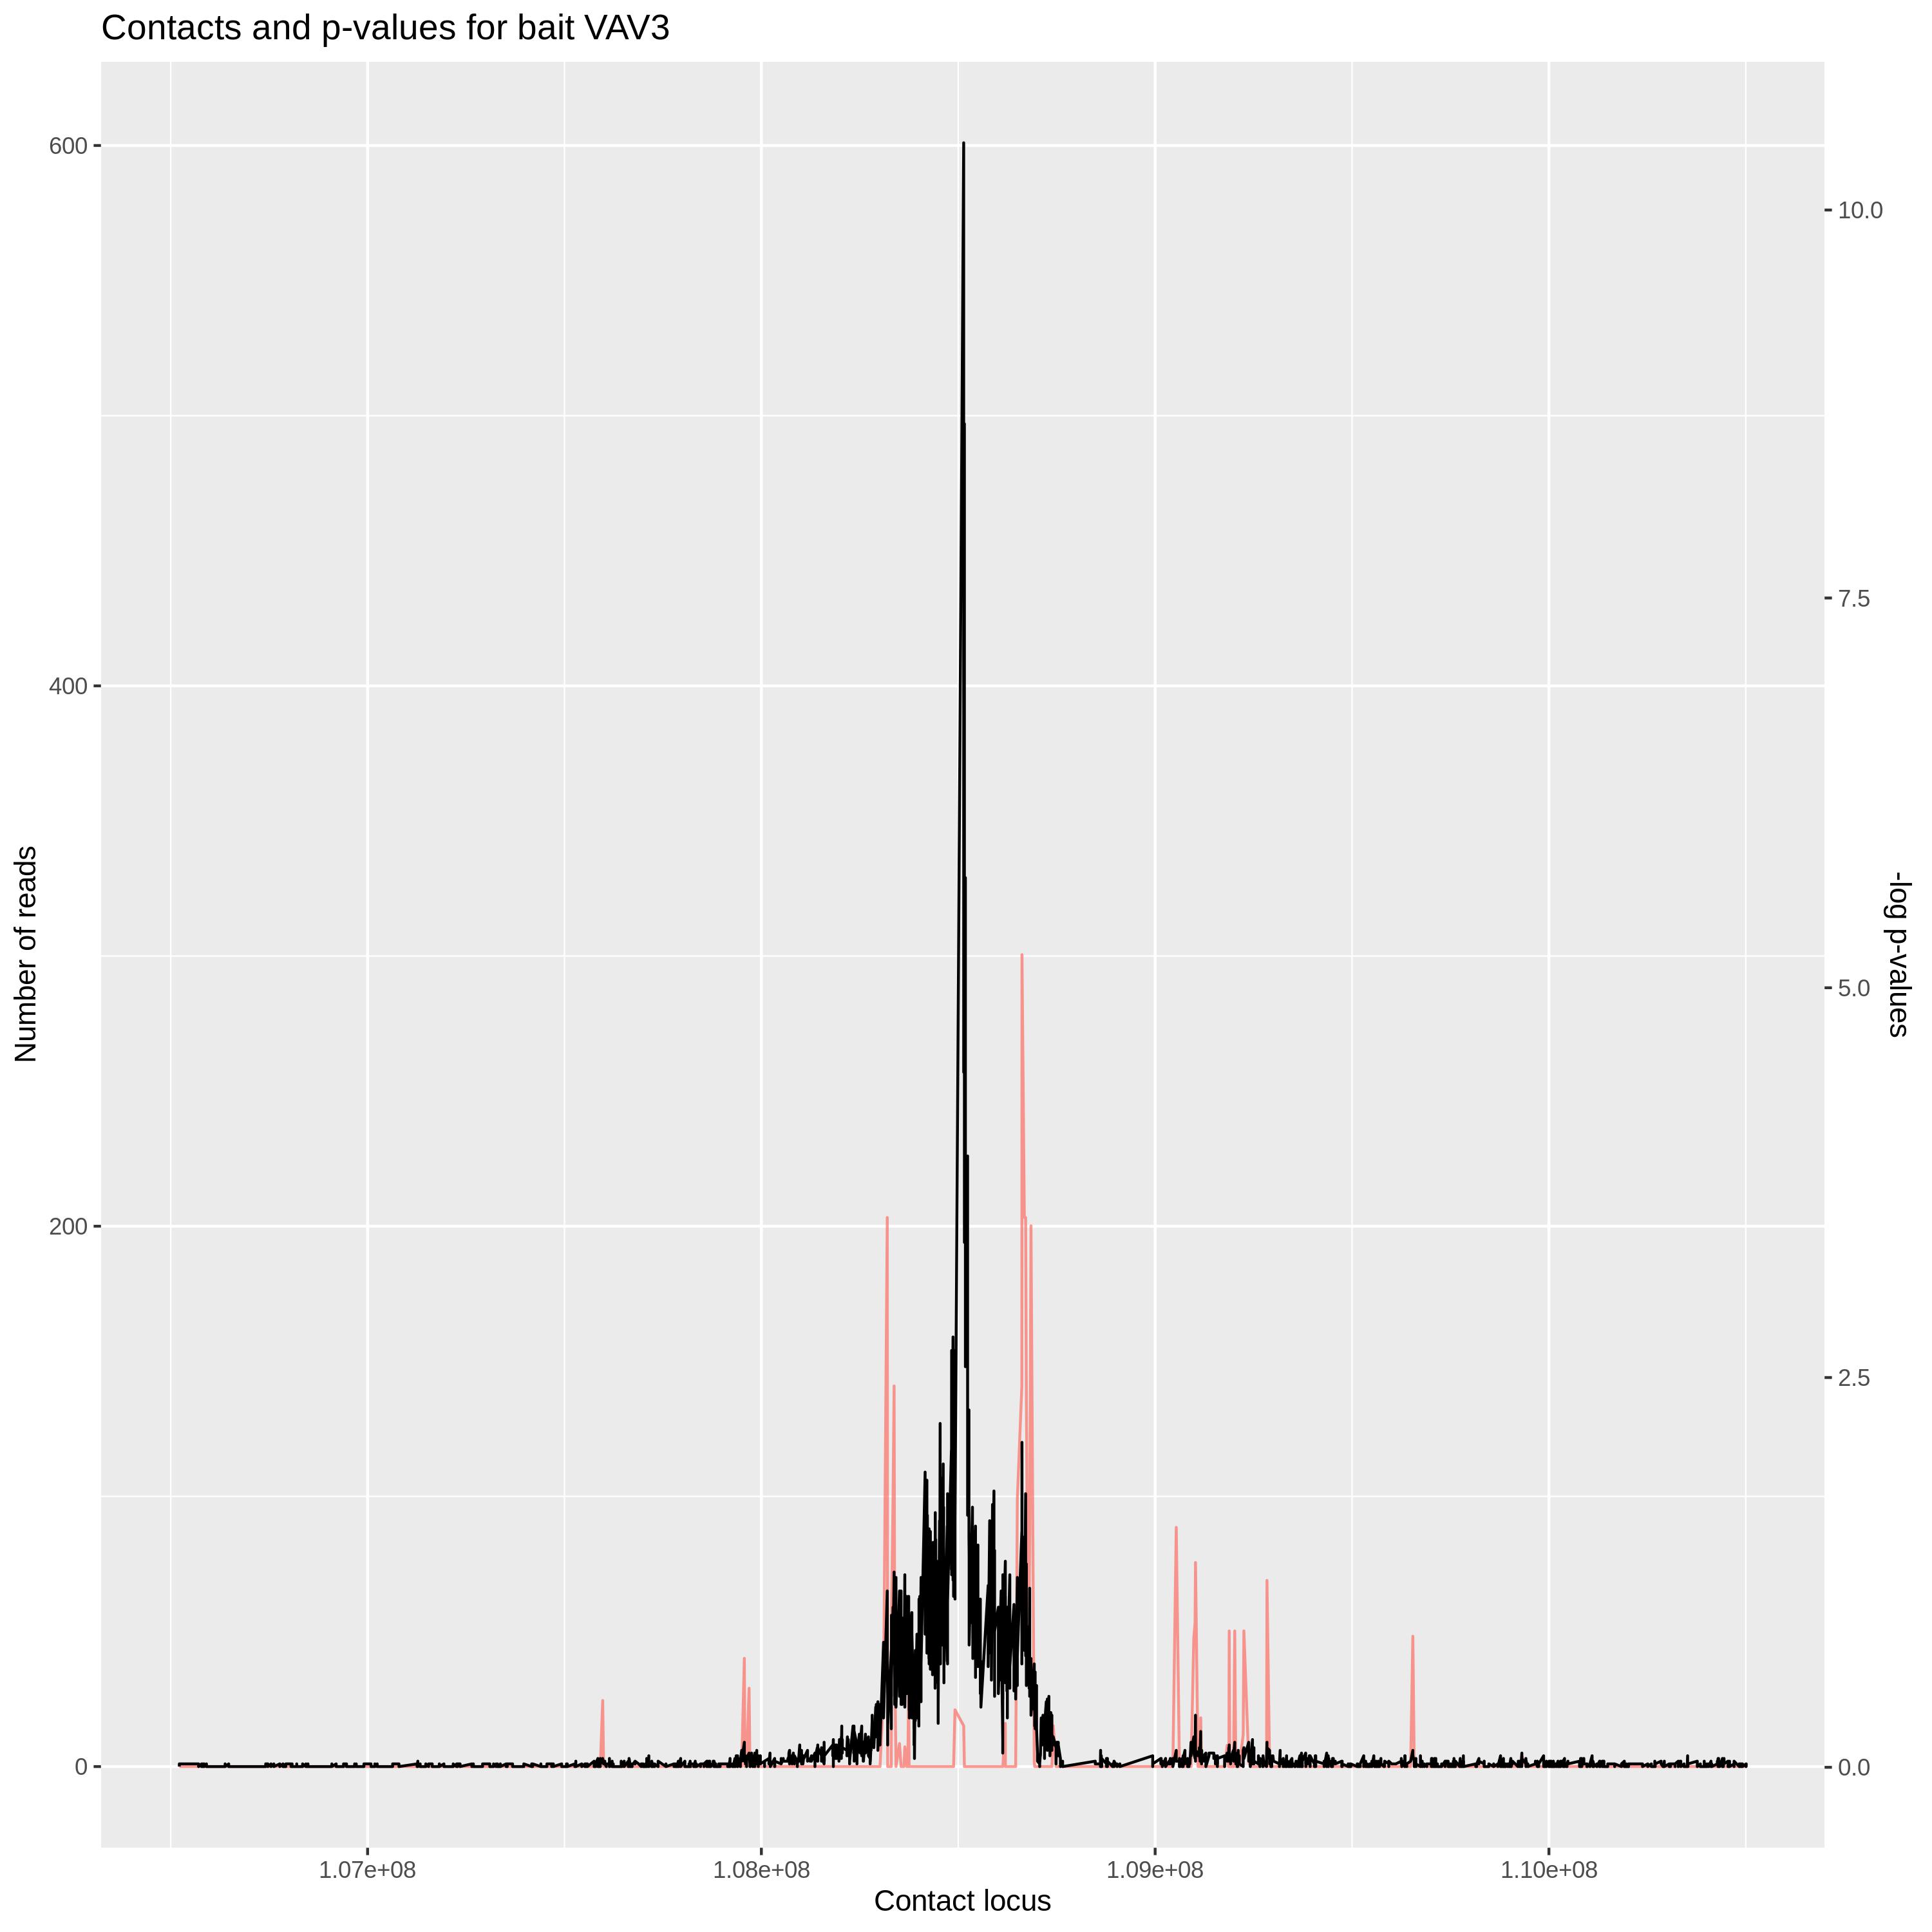 Contacts and p-values for bait VAV3
600
400
200
0
Number of reads
10.0
7.5
5.0
2.5
0.0
-log p-values
1.07e+08
1.08e+08
1.09e+08
1.10e+08
Contact locus